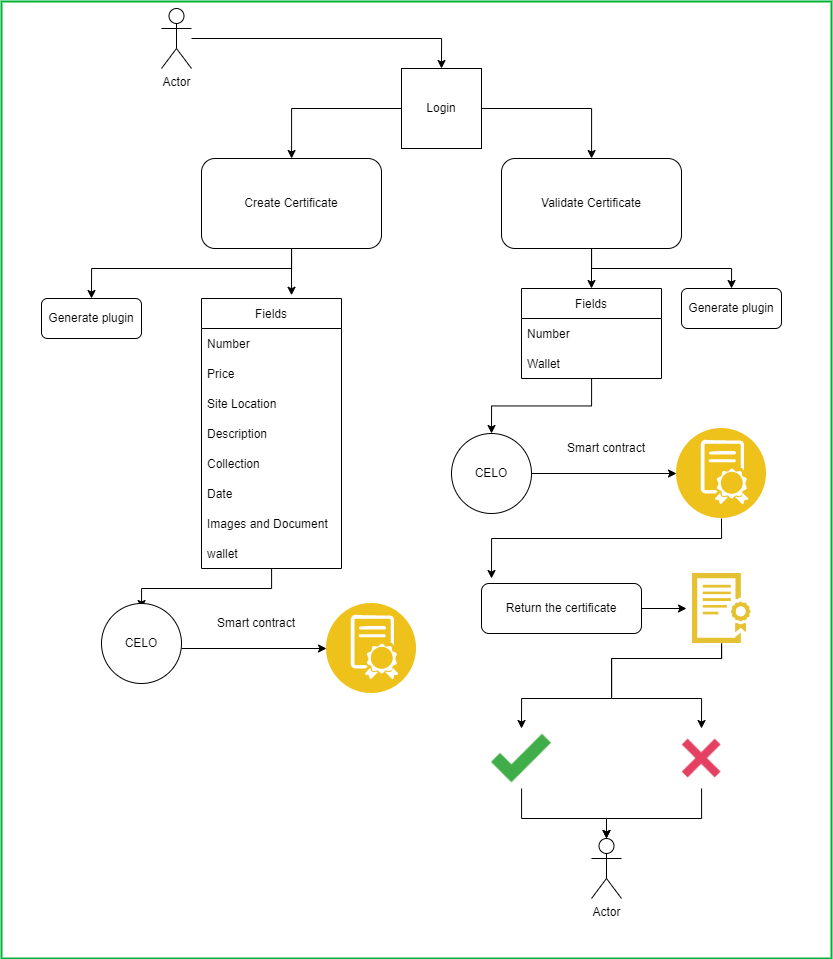 Actor
Login
Create Certificate
Validate Certificate
Generate plugin
Fields
Number
Price
Site Location
Description
Collection
Date
Images and Document
wallet
CELO
Smart contract
Fields
Number
Wallet
Generate plugin
CELO
Smart contract
Return the certificate
Actor